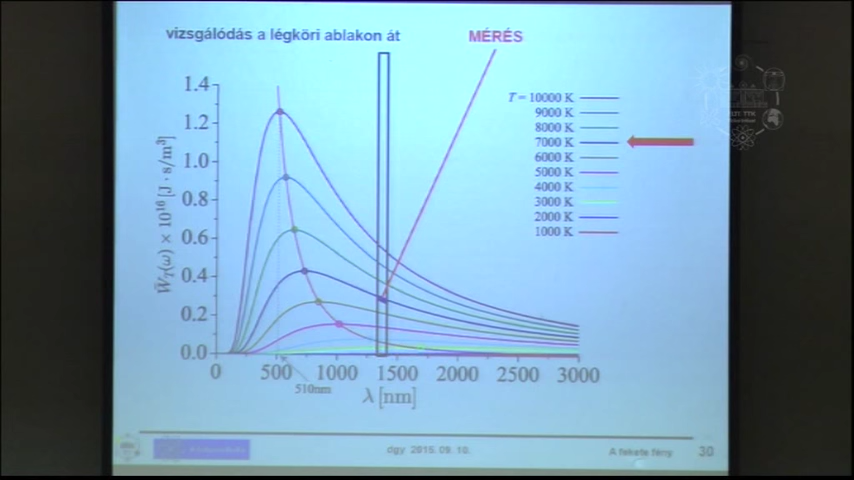 vizsgálódás a légköri ablakon át
MÉRÉS
1.4
1.2
1.0
0.8
0.6
0.4
0.2
0.0
W̄_T(ω) × 10¹⁶ [J · s/m³]
0 500 1000 1500 2000 2500 3000
510nm
λ [nm]
T = 10000 K
9000 K
8000 K
7000 K
6000 K
5000 K
4000 K
3000 K
2000 K
1000 K
dgy 2015. 09. 10.
A fekete fény
30